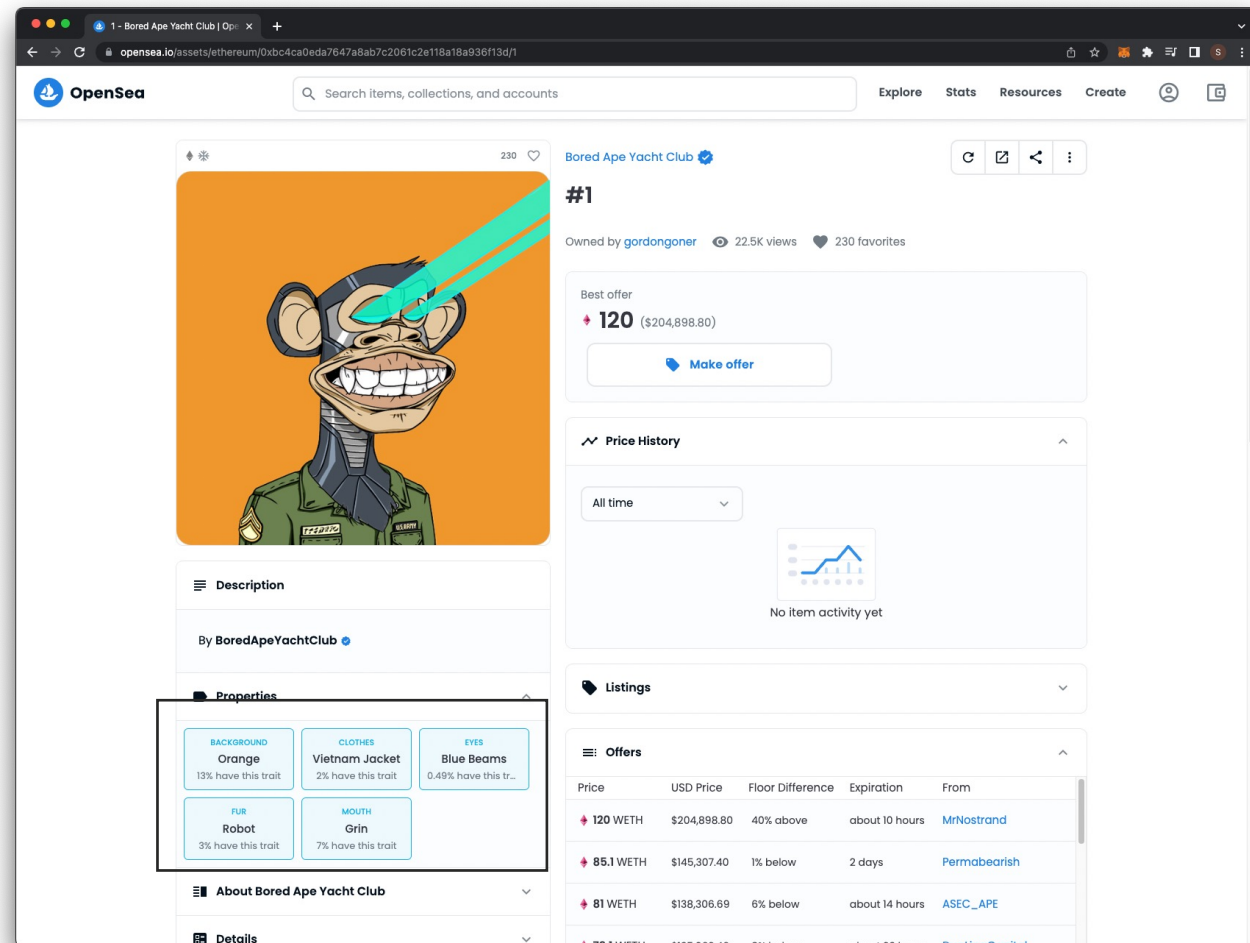 1 - Bored Ape Yacht Club | Ope
opensea.io/assets/ethereum/0xbc4ca0eda7647a8ab7c2061c2e118a18a936f13d/1
S
OpenSea
Search items, collections, and accounts
Explore Stats Resources Create
230
Bored Ape Yacht Club
#1
Owned by gordongoner 22.5K views 230 favorites
Best offer
120 ($204,898.80)
Make offer
Price History
All time
No item activity yet
U.S.ARMY
Description
By BoredApeYachtClub
Properties
BACKGROUND
Orange
13% have this trait
CLOTHES
Vietnam Jacket
2% have this trait
EYES
Blue Beams
0.49% have this tr...
FUR
Robot
3% have this trait
MOUTH
Grin
7% have this trait
About Bored Ape Yacht Club
Details
Listings
Offers
Price USD Price Floor Difference Expiration From
120 WETH $204,898.80 40% above about 10 hours MrNostrand
85.1 WETH $145,307.40 1% below 2 days Permabearish
81 WETH $138,306.69 6% below about 14 hours ASEC_APE